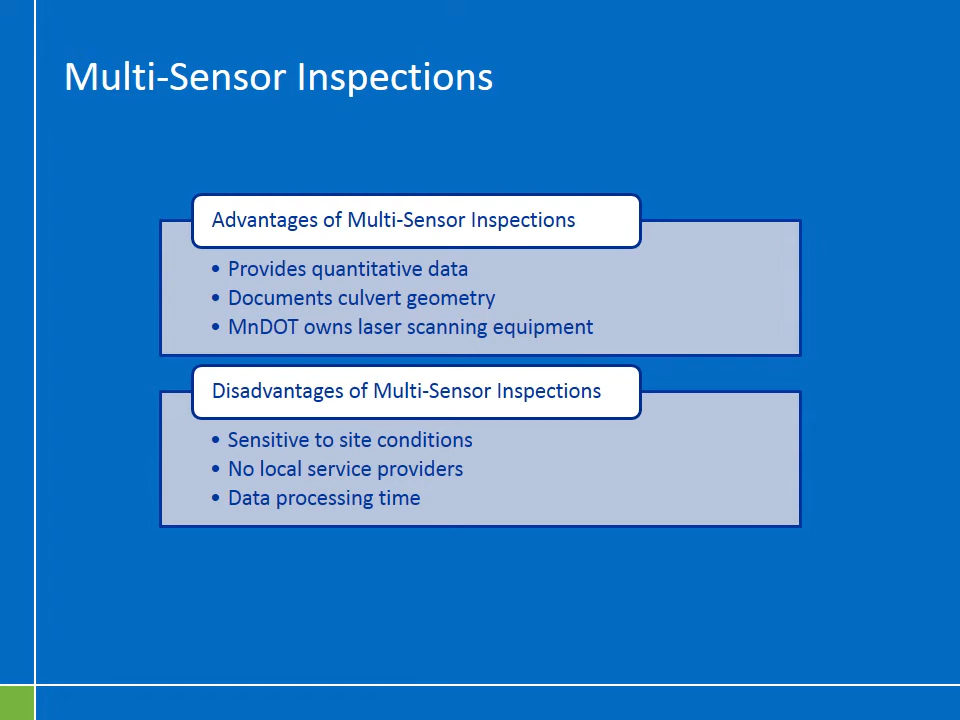 Multi-Sensor Inspections
Advantages of Multi-Sensor Inspections
• Provides quantitative data
• Documents culvert geometry
• MnDOT owns laser scanning equipment
Disadvantages of Multi-Sensor Inspections
• Sensitive to site conditions
• No local service providers
• Data processing time